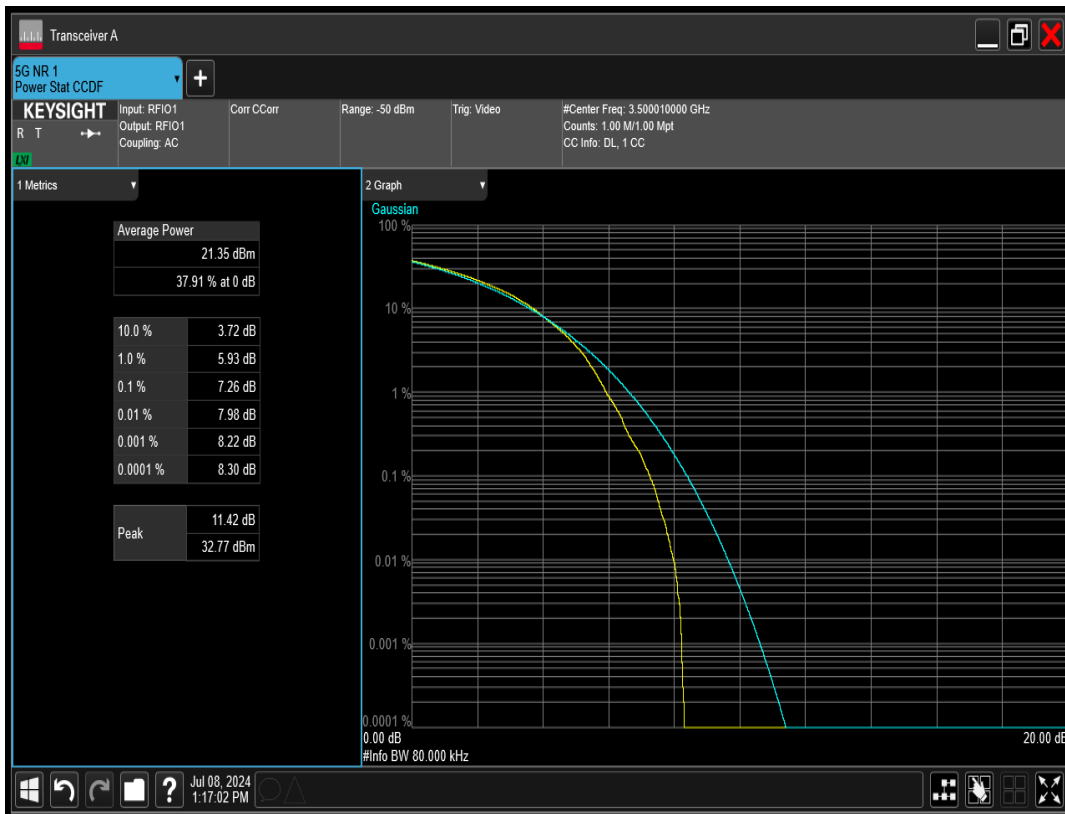 Transceiver A
5G NR 1
Power Stat CCDF
+
KEYSIGHT
R T
LXI
Input: RFIO1
Output: RFIO1
Coupling: AC
Corr CCorr
Range: -50 dBm
Trig: Video
#Center Freq: 3.500010000 GHz
Counts: 1.00 M/1.00 Mpt
CC Info: DL, 1 CC
1 Metrics
Average Power
21.35 dBm
37.91 % at 0 dB
10.0 % 3.72 dB
1.0 % 5.93 dB
0.1 % 7.26 dB
0.01 % 7.98 dB
0.001 % 8.22 dB
0.0001 % 8.30 dB
Peak
11.42 dB
32.77 dBm
2 Graph
Gaussian
100 %
10 %
1 %
0.1 %
0.01 %
0.001 %
0.0001 %
0.00 dB
20.00 dB
#Info BW 80.000 kHz
?
Jul 08, 2024
1:17:02 PM